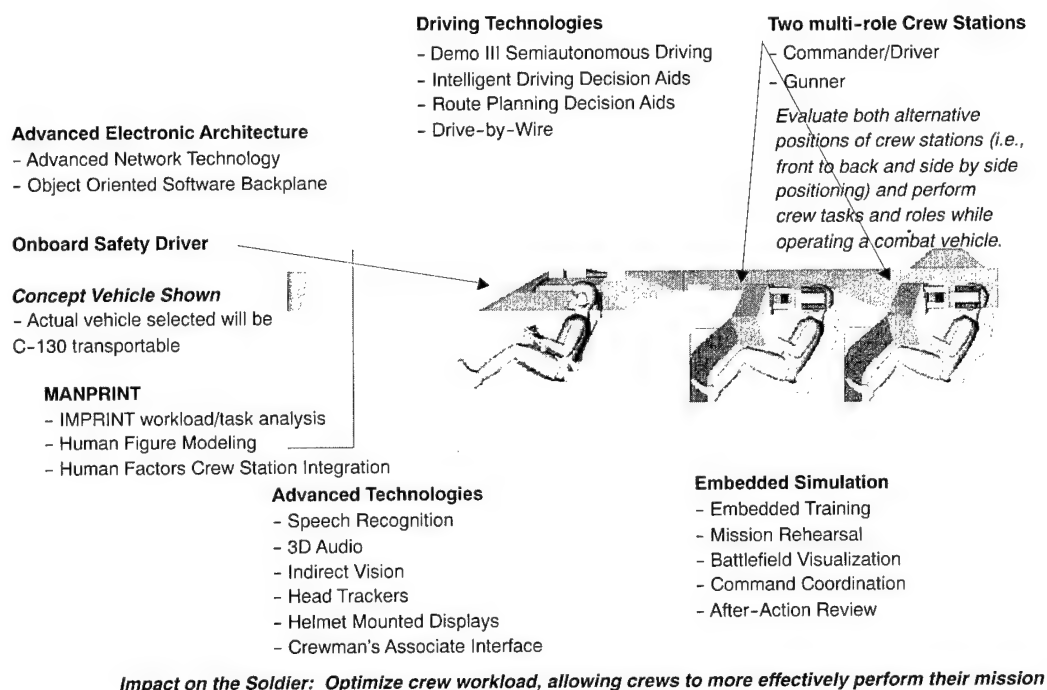 Driving Technologies
- Demo III Semiautonomous Driving
- Intelligent Driving Decision Aids
- Route Planning Decision Aids
- Drive-by-Wire
Two multi-role Crew Stations
- Commander/Driver
- Gunner
Evaluate both alternative
positions of crew stations (i.e.,
front to back and side by side
positioning) and perform
crew tasks and roles while
operating a combat vehicle.
Advanced Electronic Architecture
- Advanced Network Technology
- Object Oriented Software Backplane
Onboard Safety Driver
Concept Vehicle Shown
- Actual vehicle selected will be
C-130 transportable
MANPRINT
- IMPRINT workload/task analysis
- Human Figure Modeling
- Human Factors Crew Station Integration
Advanced Technologies
- Speech Recognition
- 3D Audio
- Indirect Vision
- Head Trackers
- Helmet Mounted Displays
- Crewman's Associate Interface
Embedded Simulation
- Embedded Training
- Mission Rehearsal
- Battlefield Visualization
- Command Coordination
- After-Action Review
Impact on the Soldier: Optimize crew workload, allowing crews to more effectively perform their mission